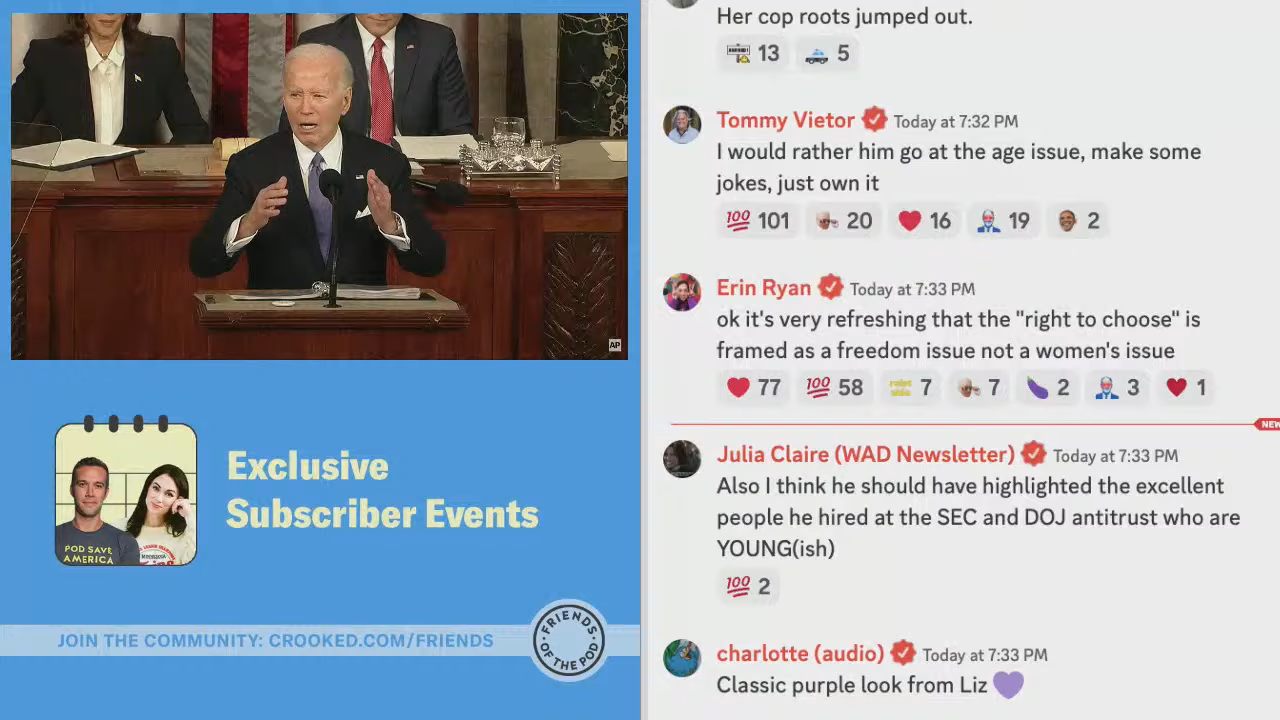 AP
Exclusive
Subscriber Events
POD SAVE
AMERICA
JOIN THE COMMUNITY: CROOKED.COM/FRIENDS
FRIENDS
OF THE POD
Her cop roots jumped out.
13
5
Tommy Vietor Today at 7:32 PM
I would rather him go at the age issue, make some
jokes, just own it
100 101 20 16 19 2
Erin Ryan Today at 7:33 PM
ok it's very refreshing that the "right to choose" is
framed as a freedom issue not a women's issue
77 100 58 7 7 2 3 1
NEW
Julia Claire (WAD Newsletter) Today at 7:33 PM
Also I think he should have highlighted the excellent
people he hired at the SEC and DOJ antitrust who are
YOUNG(ish)
100 2
charlotte (audio) Today at 7:33 PM
Classic purple look from Liz